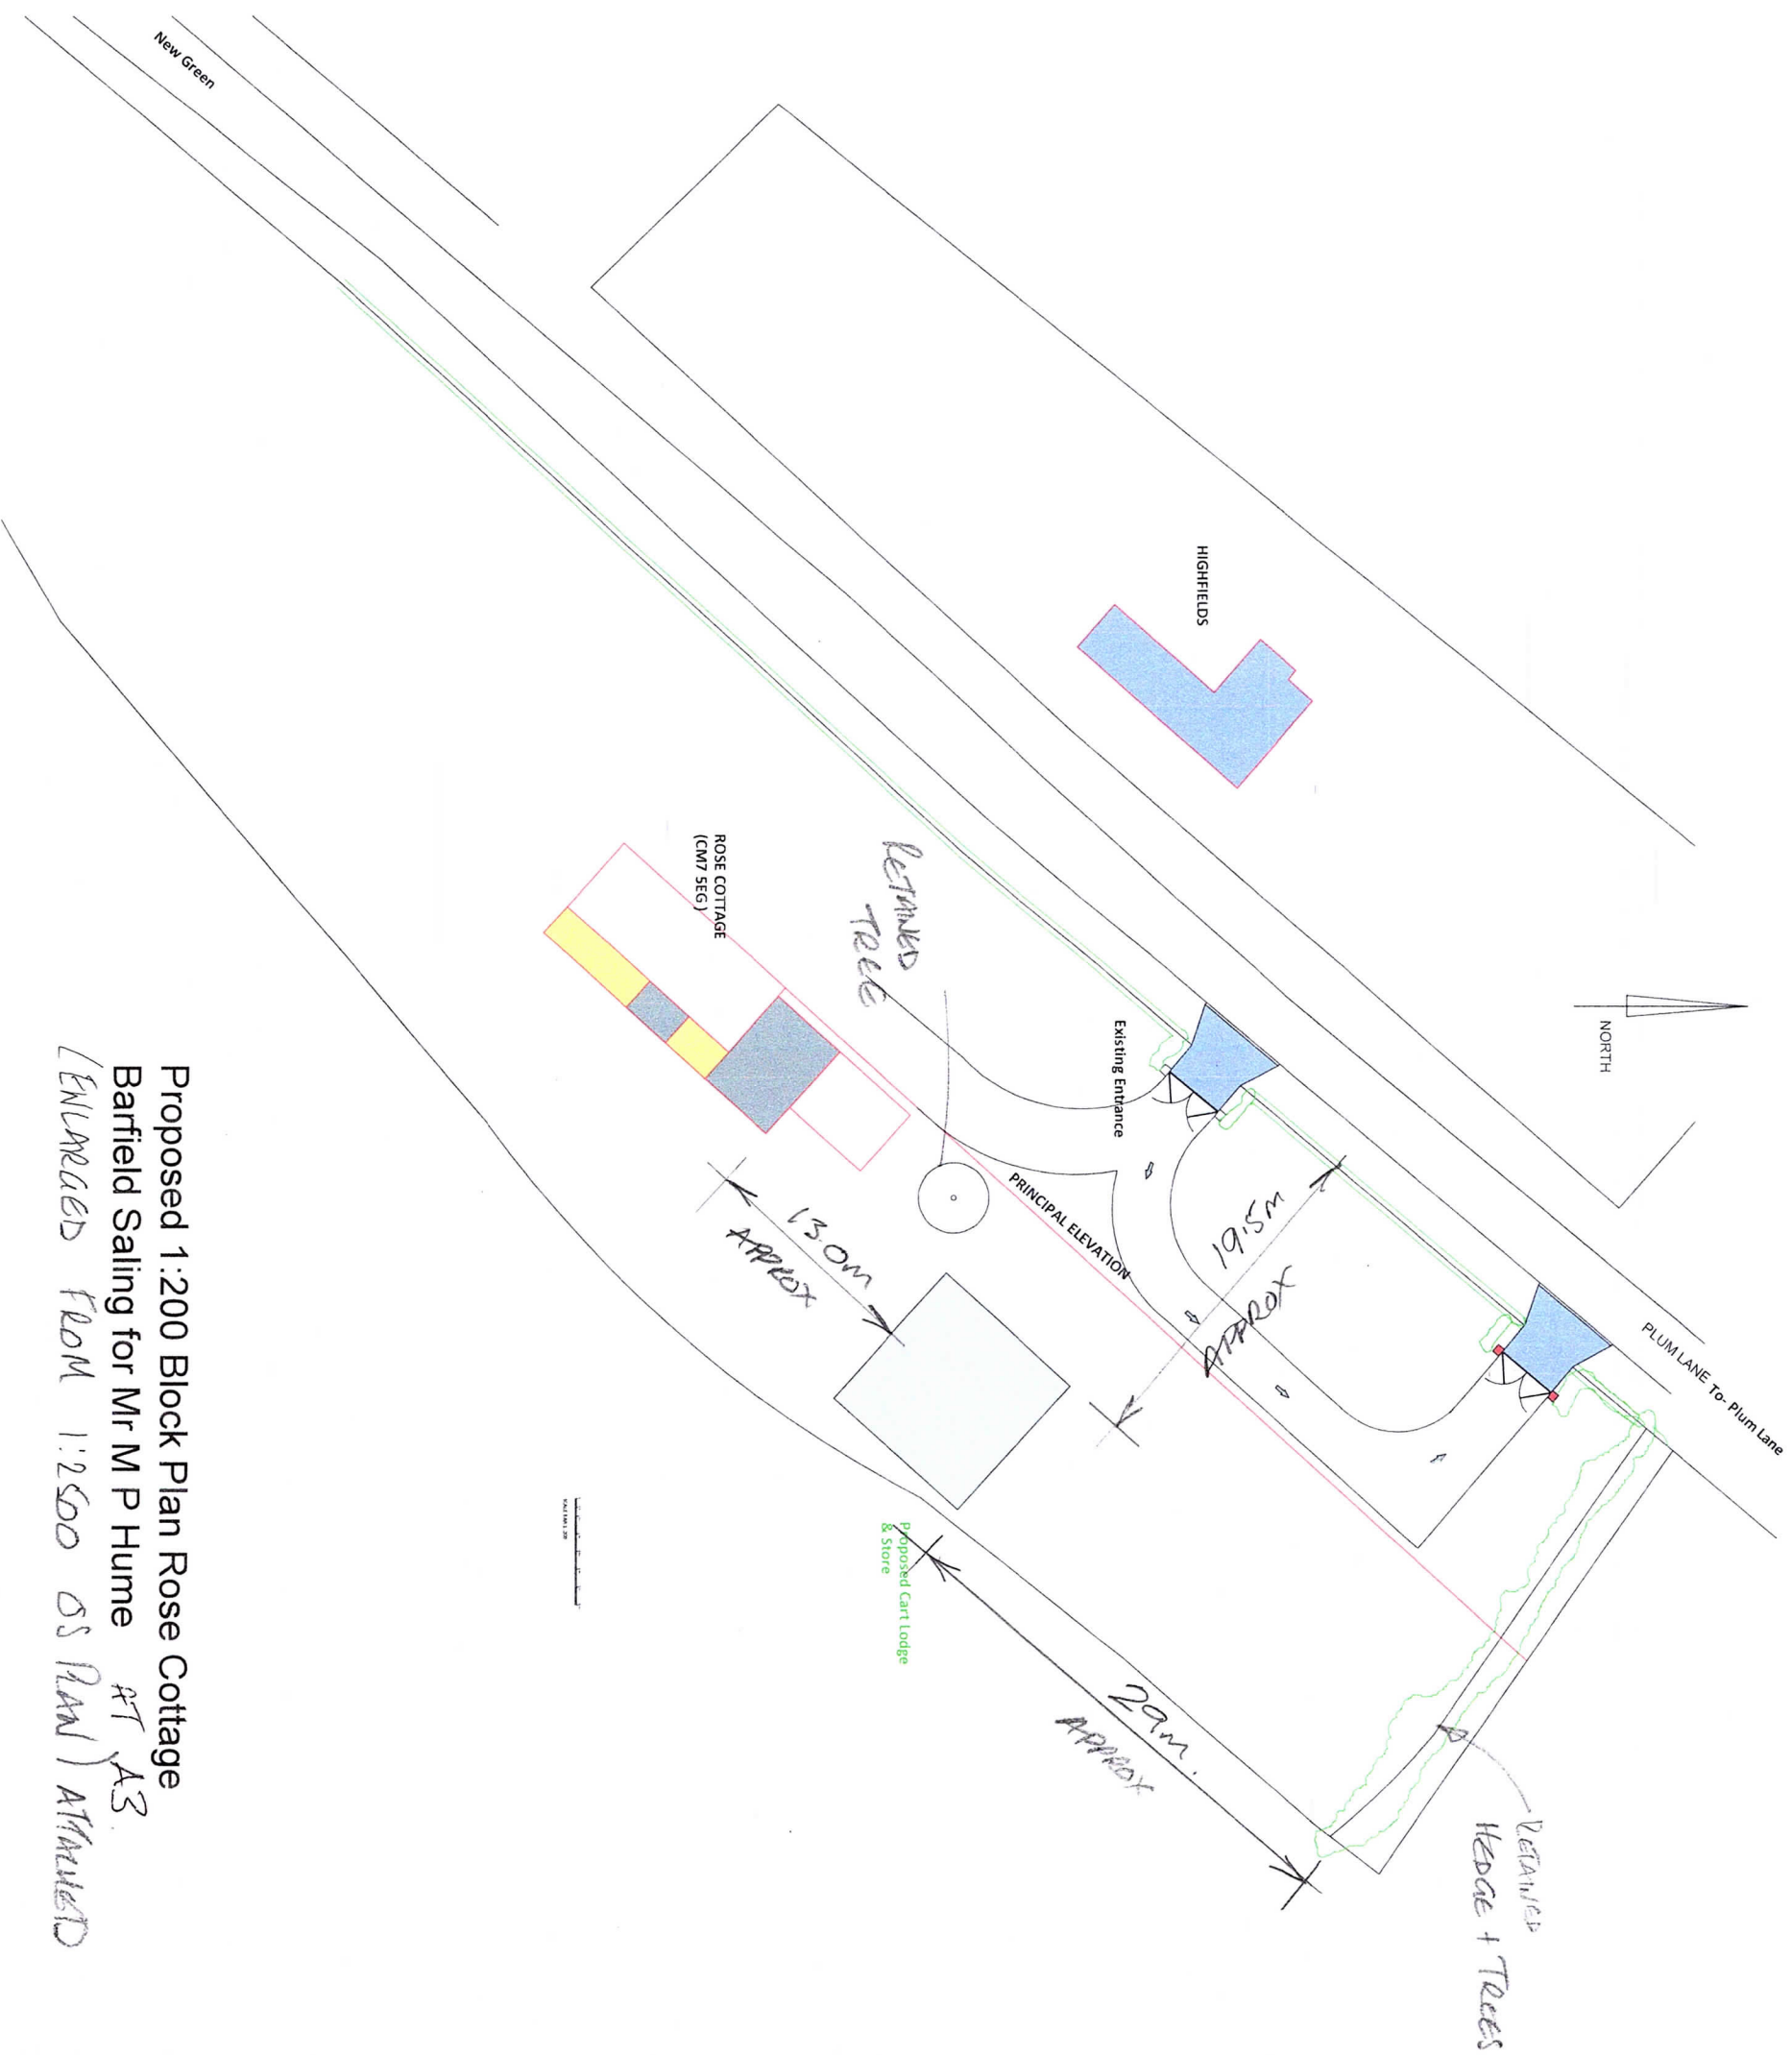 New Green
HIGHFIELDS
NORTH
ROSE COTTAGE
(CM7 5EG )
RETAINED
TREE
Existing Entrance
PRINCIPAL ELEVATION
19.5m
APPROX
13.0m
APPROX
PLUM LANE To- Plum Lane
Proposed Cart Lodge
& Store
29m.
APPROX
RETAINED
HEDGE + TREES
Proposed 1:200 Block Plan Rose Cottage
Barfield Saling for Mr M P Hume AT A3.
(ENLARGED FROM 1:2500 OS PLAN) ATTACHED